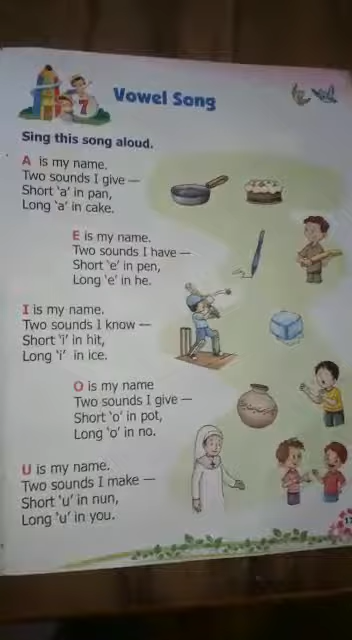 7
Vowel Song
Sing this song aloud.
A is my name.
Two sounds I give —
Short 'a' in pan,
Long 'a' in cake.
E is my name.
Two sounds I have —
Short 'e' in pen,
Long 'e' in he.
I is my name.
Two sounds I know —
Short 'i' in hit,
Long 'i' in ice.
O is my name
Two sounds I give —
Short 'o' in pot,
Long 'o' in no.
U is my name.
Two sounds I make —
Short 'u' in nun,
Long 'u' in you.